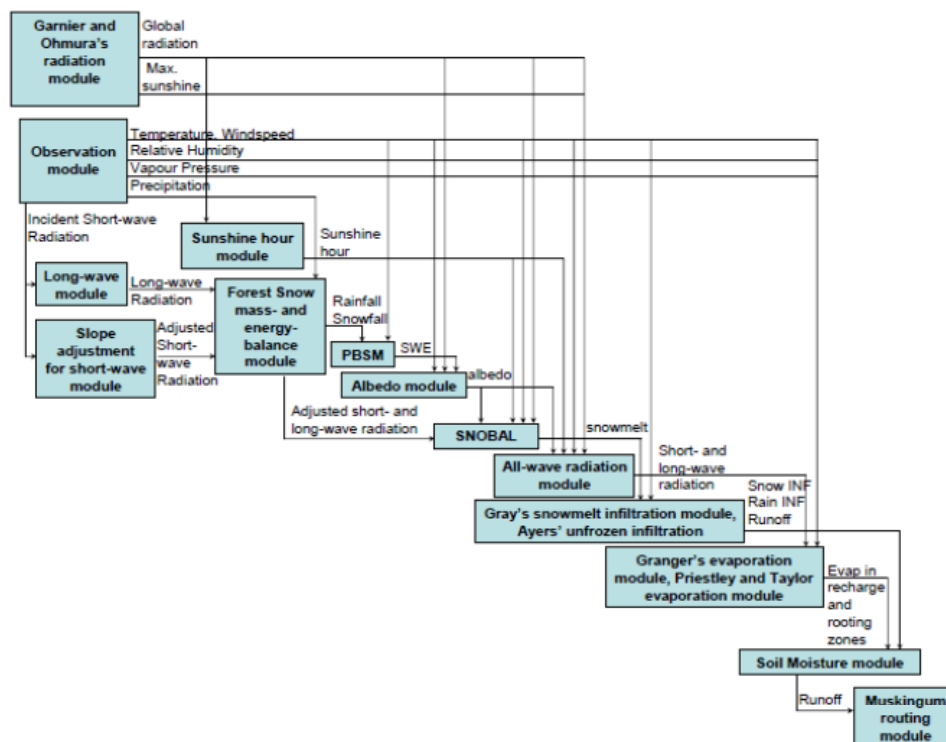 Garnier and
Ohmura's
radiation
module
Global
radiation
Max.
sunshine
Observation
module
Temperature, Windspeed
Relative Humidity
Vapour Pressure
Precipitation
Incident Short-wave
Radiation
Sunshine hour
module
Sunshine
hour
Long-wave
module
Long-wave
Radiation
Forest Snow
mass- and
energy-
balance
module
Rainfall
Snowfall
Slope
adjustment
for short-wave
module
Adjusted
Short-
wave
Radiation
PBSM
SWE
Albedo module
albedo
Adjusted short- and
long-wave radiation
SNOBAL
snowmelt
All-wave radiation
module
Short- and
long-wave
radiation
Snow INF
Rain INF
Runoff
Gray's snowmelt infiltration module,
Ayers' unfrozen infiltration
Granger's evaporation
module, Priestley and Taylor
evaporation module
Evap in
recharge
and
rooting
zones
Soil Moisture module
Runoff
Muskingum
routing
module